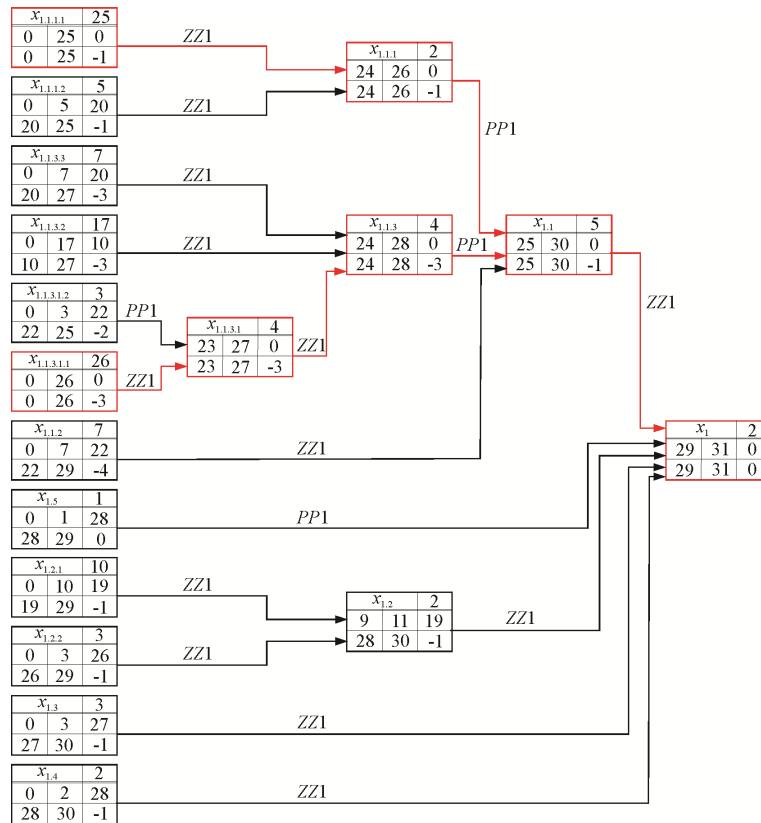 x1.1.1.1 25
0 25 0
0 25 -1
ZZ1
x1.1.1 2
24 26 0
24 26 -1
x1.1.1.2 5
0 5 20
20 25 -1
ZZ1
PP1
x1.1.3.3 7
0 7 20
20 27 -3
ZZ1
x1.1.3.2 17
0 17 10
10 27 -3
ZZ1
x1.1.3 4
24 28 0
24 28 -3
PP1
x1.1 5
25 30 0
25 30 -1
ZZ1
x1.1.3.1.2 3
0 3 22
22 25 -2
PP1
x1.1.3.1 4
23 27 0
23 27 -3
ZZ1
x1.1.3.1.1 26
0 26 0
0 26 -3
ZZ1
x1.1.2 7
0 7 22
22 29 -4
ZZ1
x1 2
29 31 0
29 31 0
x1.5 1
0 1 28
28 29 0
PP1
x1.2.1 10
0 10 19
19 29 -1
ZZ1
x1.2 2
9 11 19
28 30 -1
ZZ1
x1.2.2 3
0 3 26
26 29 -1
ZZ1
x1.3 3
0 3 27
27 30 -1
ZZ1
x1.4 2
0 2 28
28 30 -1
ZZ1